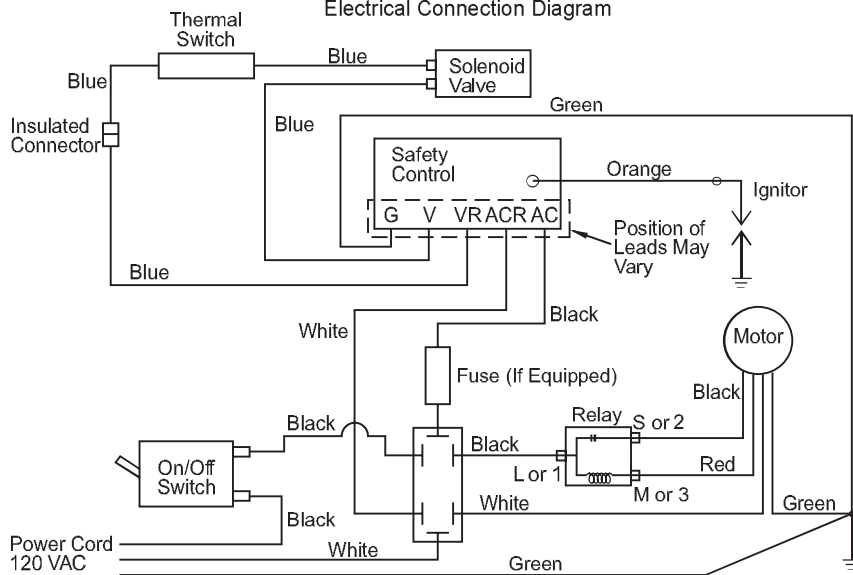 Electrical Connection Diagram
Thermal
Switch
Blue
Solenoid
Valve
Blue
Green
Insulated
Connector
Blue
Safety
Control
Orange
Ignitor
G V VR ACR AC
Position of
Leads May
Vary
Blue
Black
White
Motor
Fuse (If Equipped)
Black
Black
Relay
S or 2
Black
On/Off
Switch
L or 1
Red
M or 3
White
Green
Black
Power Cord
120 VAC
White
Green